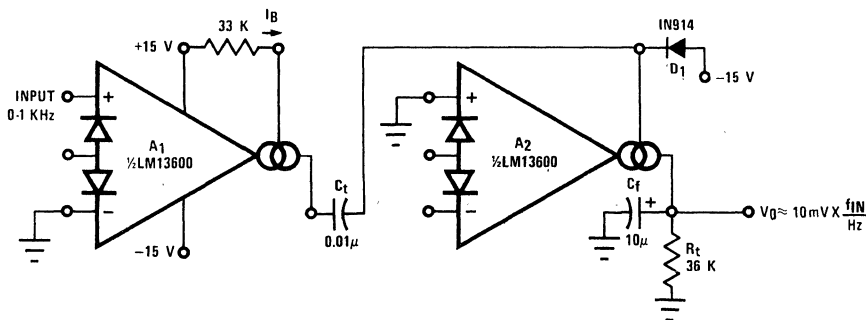 33 K
I_B
+15 V
INPUT
0-1 KHz
+
A₁
½LM13600
−
−15 V
C_t
0.01µ
+
A₂
½LM13600
−
IN914
D₁
−15 V
C_f
+
10µ
V₀ ≈ 10 mV X f_IN/Hz
R_t
36 K